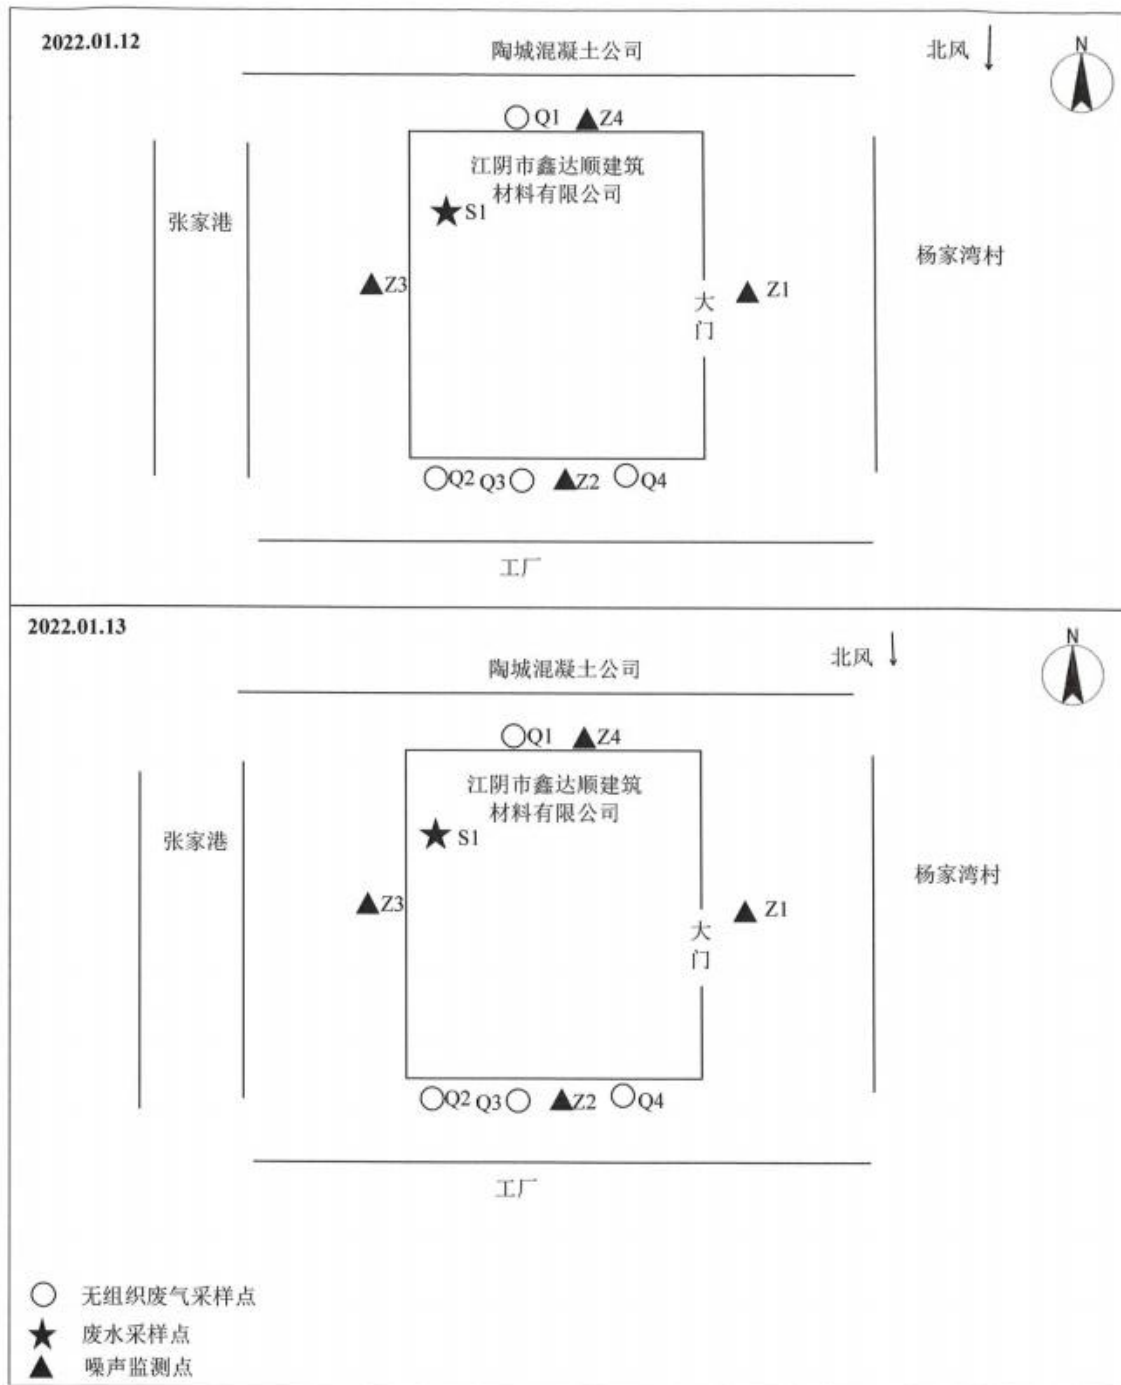 2022.01.12
陶城混凝土公司
北风
N
Q1
Z4
江阴市鑫达顺建筑
材料有限公司
S1
张家港
杨家湾村
Z3
大
门
Z1
Q2
Q3
Z2
Q4
工厂
2022.01.13
陶城混凝土公司
北风
N
Q1
Z4
江阴市鑫达顺建筑
材料有限公司
S1
张家港
杨家湾村
Z3
大
门
Z1
Q2
Q3
Z2
Q4
工厂
无组织废气采样点
废水采样点
噪声监测点